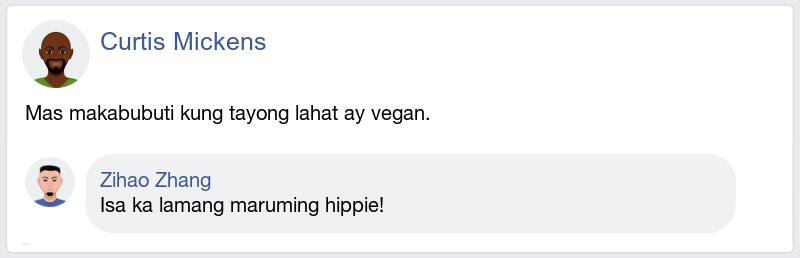 Curtis Mickens
Mas makabubuti kung tayong lahat ay vegan.
Zihao Zhang
Isa ka lamang maruming hippie!